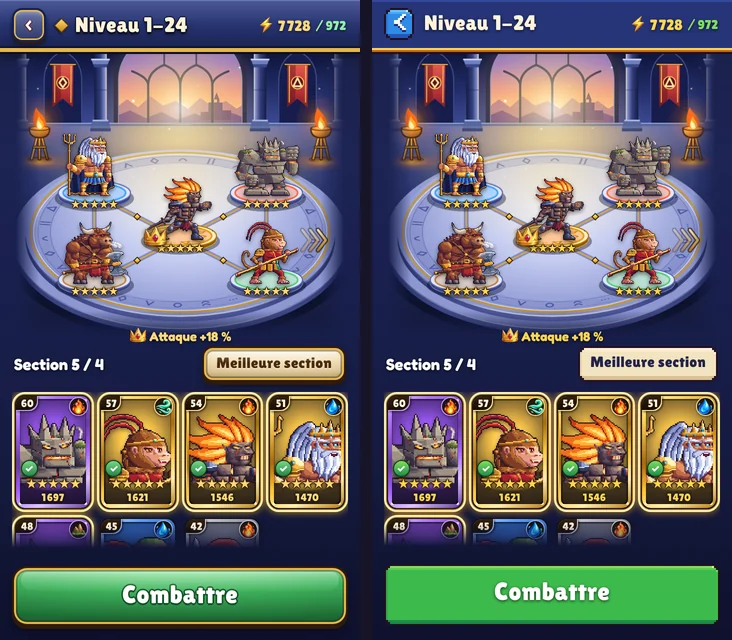 Niveau 1-24
7728 / 972
Attaque +18 %
Section 5 / 4
Meilleure section
60
57
54
51
1697
1621
1546
1470
48
45
42
Combattre
Niveau 1-24
7728 / 972
Attaque +18 %
Section 5 / 4
Meilleure section
60
57
54
51
1697
1621
1546
1470
48
45
42
Combattre